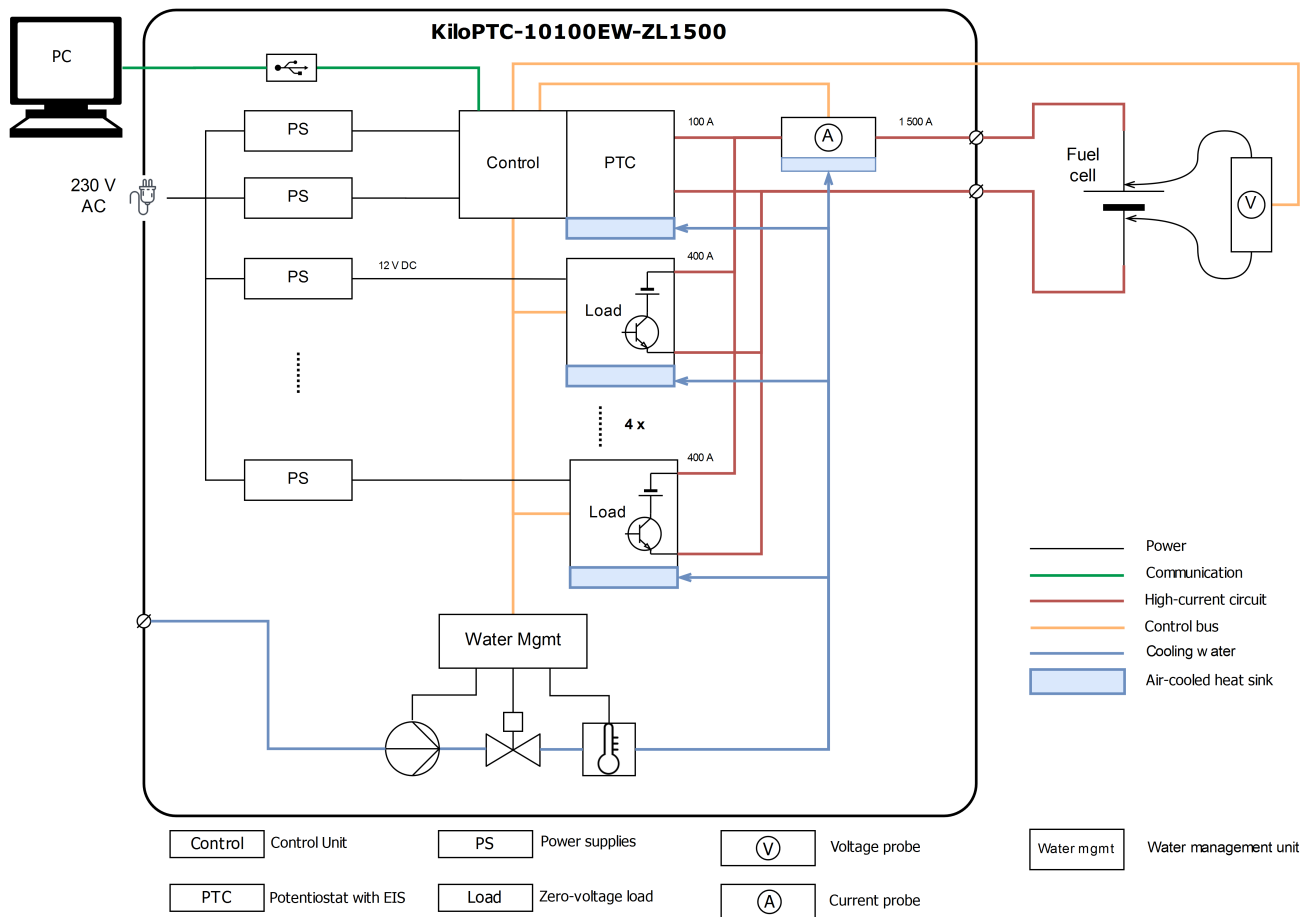 KiloPTC-10100EW-ZL1500
PC
PS
100 A
1 500 A
A
Control
PTC
Fuel
cell
230 V
AC
PS
V
PS
12 V DC
400 A
Load
4 x
400 A
PS
Load
Power
Communication
High-current circuit
Control bus
Cooling water
Air-cooled heat sink
Water Mgmt
Control
Control Unit
PS
Power supplies
V
Voltage probe
Water mgmt
Water management unit
PTC
Potentiostat with EIS
Load
Zero-voltage load
A
Current probe